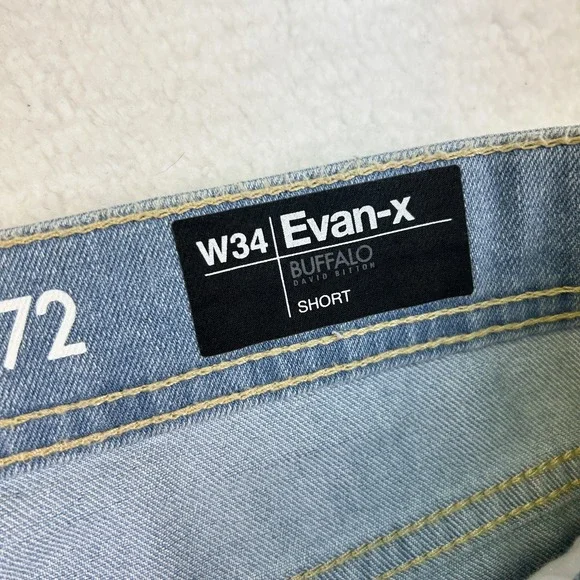 W34 Evan-x
BUFFALO
DAVID BITTON
SHORT
72